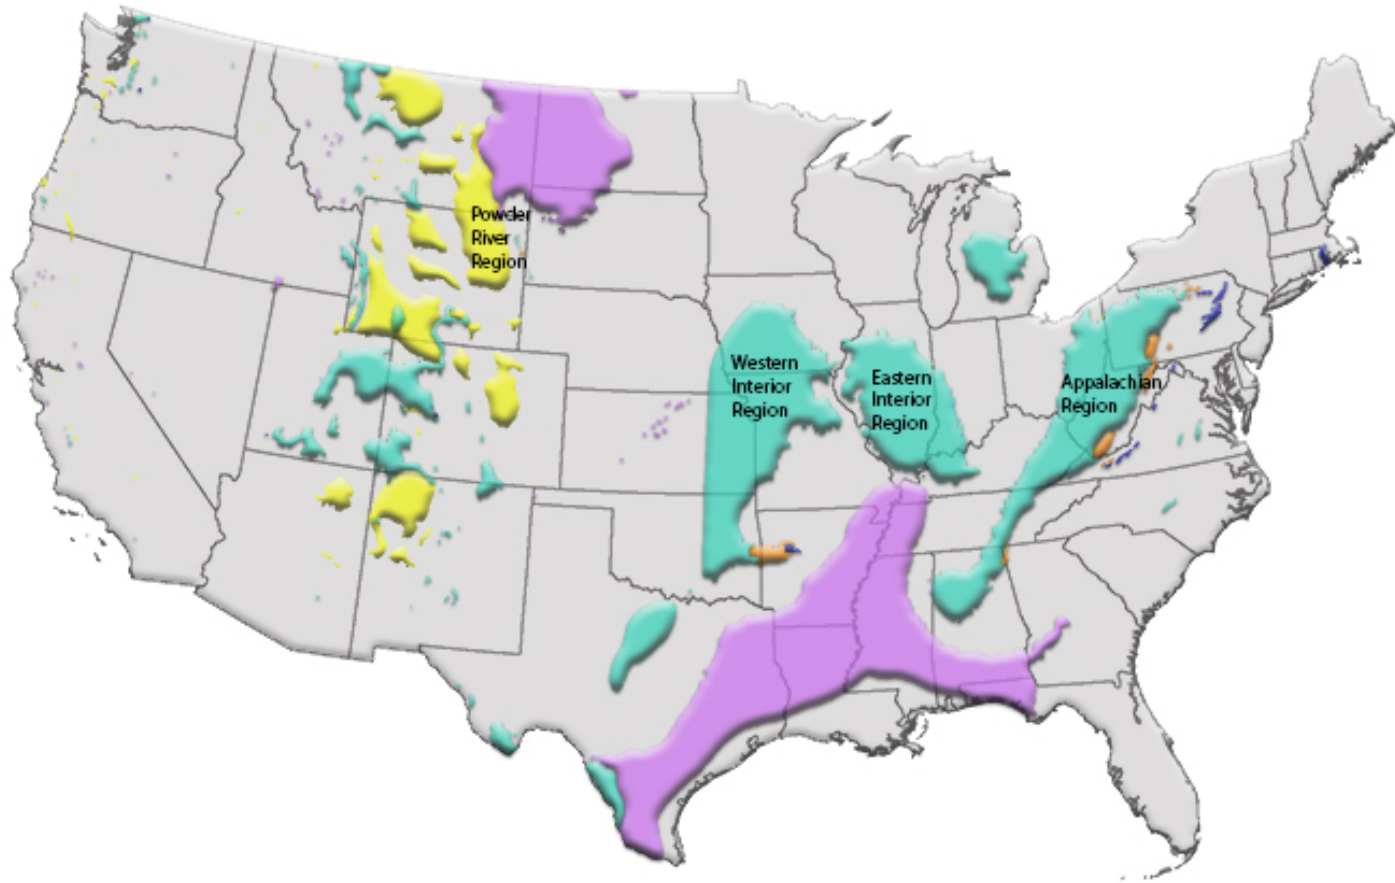 Powder
River
Region
Western
Interior
Region
Eastern
Interior
Region
Appalachian
Region